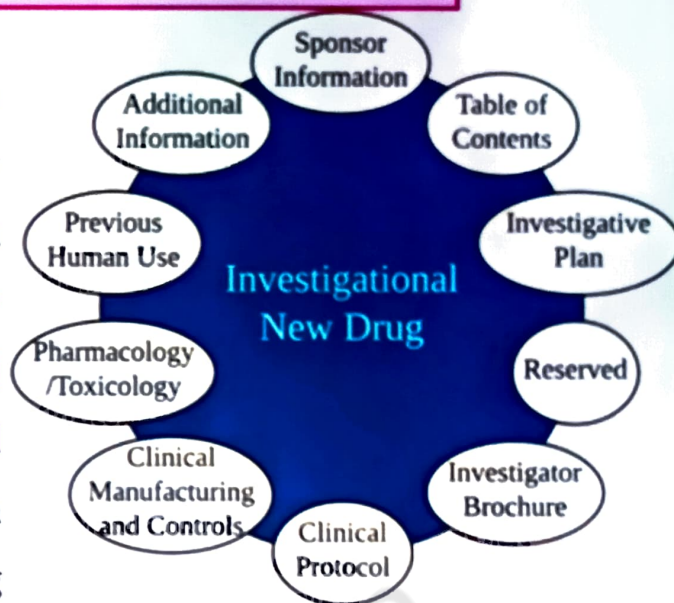 Sponsor
Information
Table of
Contents
Investigative
Plan
Reserved
Investigator
Brochure
Clinical
Protocol
Clinical
Manufacturing
and Controls
Pharmacology
/Toxicology
Previous
Human Use
Additional
Information
Investigational
New Drug